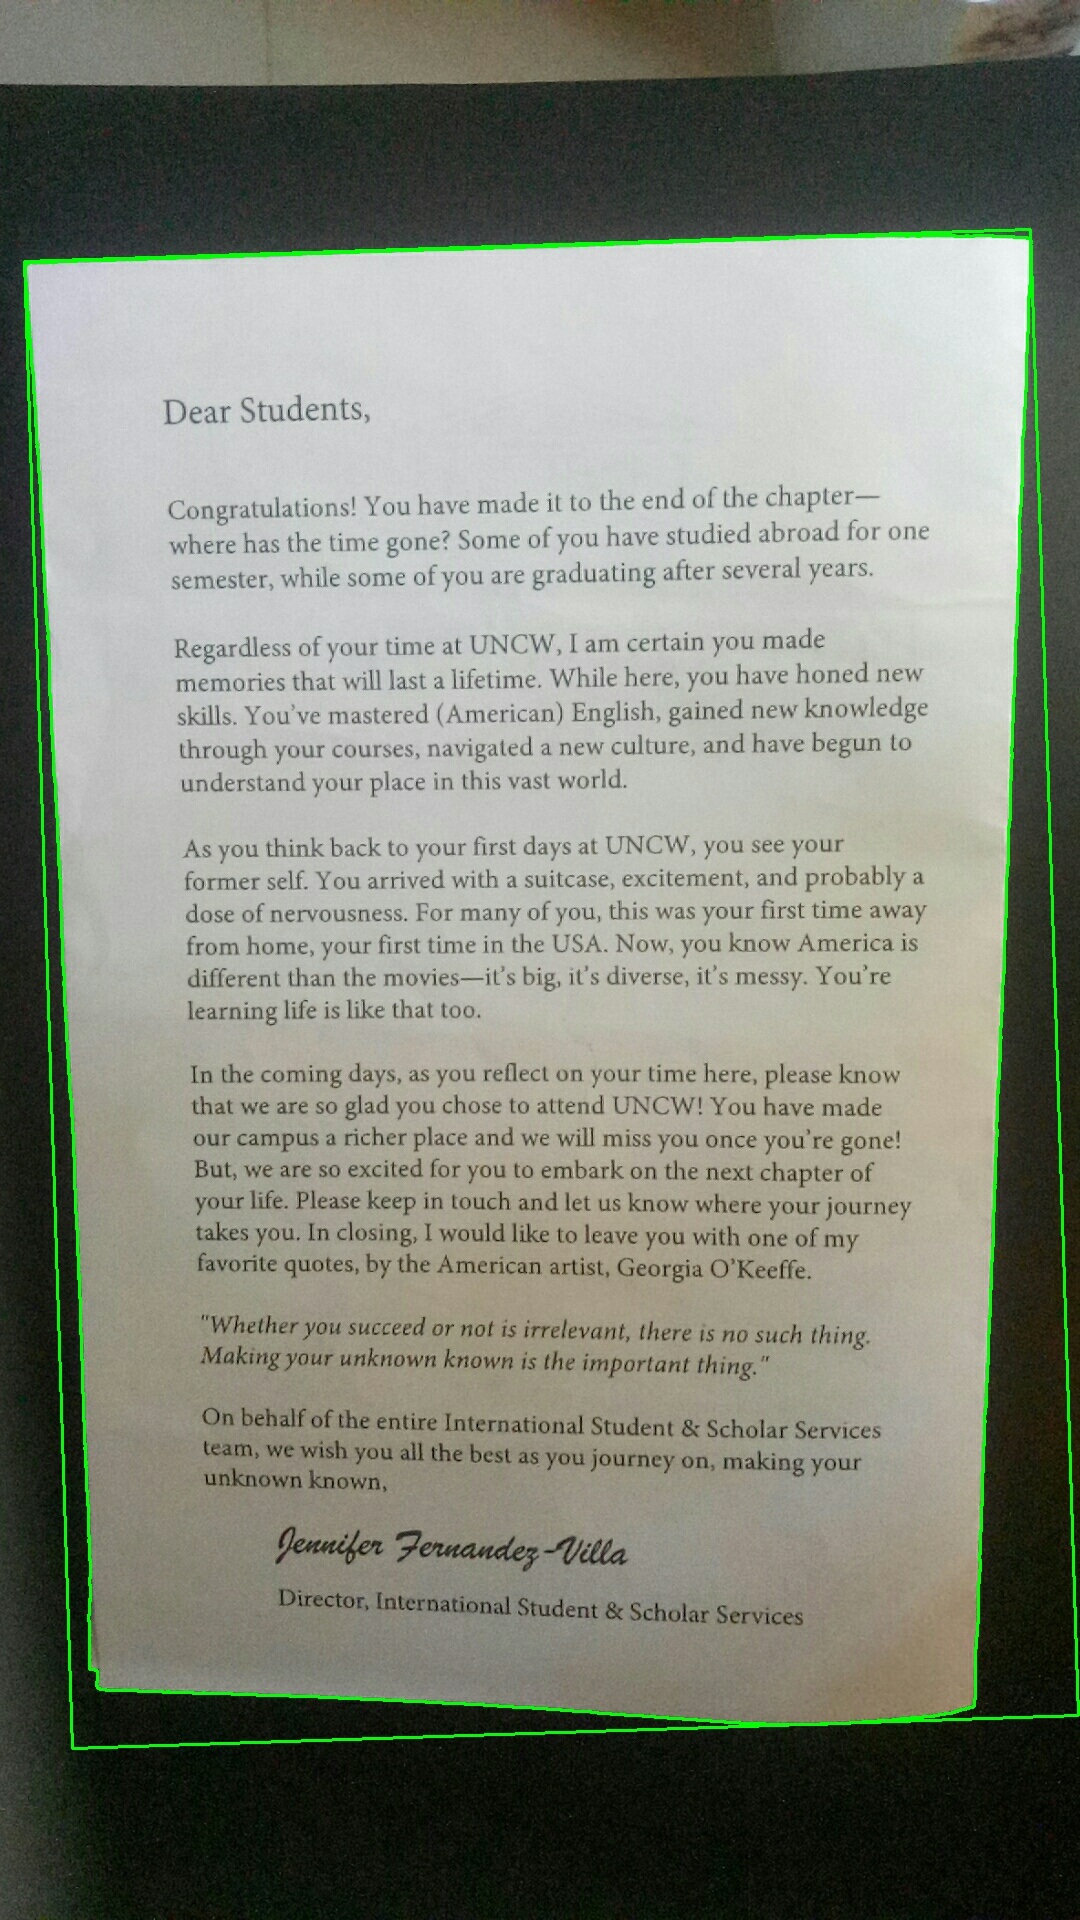 Dear Students,
Congratulations! You have made it to the end of the chapter—
where has the time gone? Some of you have studied abroad for one
semester, while some of you are graduating after several years.
Regardless of your time at UNCW, I am certain you made
memories that will last a lifetime. While here, you have honed new
skills. You've mastered (American) English, gained new knowledge
through your courses, navigated a new culture, and have begun to
understand your place in this vast world.
As you think back to your first days at UNCW, you see your
former self. You arrived with a suitcase, excitement, and probably a
dose of nervousness. For many of you, this was your first time away
from home, your first time in the USA. Now, you know America is
different than the movies—it's big, it's diverse, it's messy. You're
learning life is like that too.
In the coming days, as you reflect on your time here, please know
that we are so glad you chose to attend UNCW! You have made
our campus a richer place and we will miss you once you're gone!
But, we are so excited for you to embark on the next chapter of
your life. Please keep in touch and let us know where your journey
takes you. In closing, I would like to leave you with one of my
favorite quotes, by the American artist, Georgia O'Keeffe.
"Whether you succeed or not is irrelevant, there is no such thing.
Making your unknown known is the important thing."
On behalf of the entire International Student & Scholar Services
team, we wish you all the best as you journey on, making your
unknown known,
Jennifer Fernandez-Villa
Director, International Student & Scholar Services